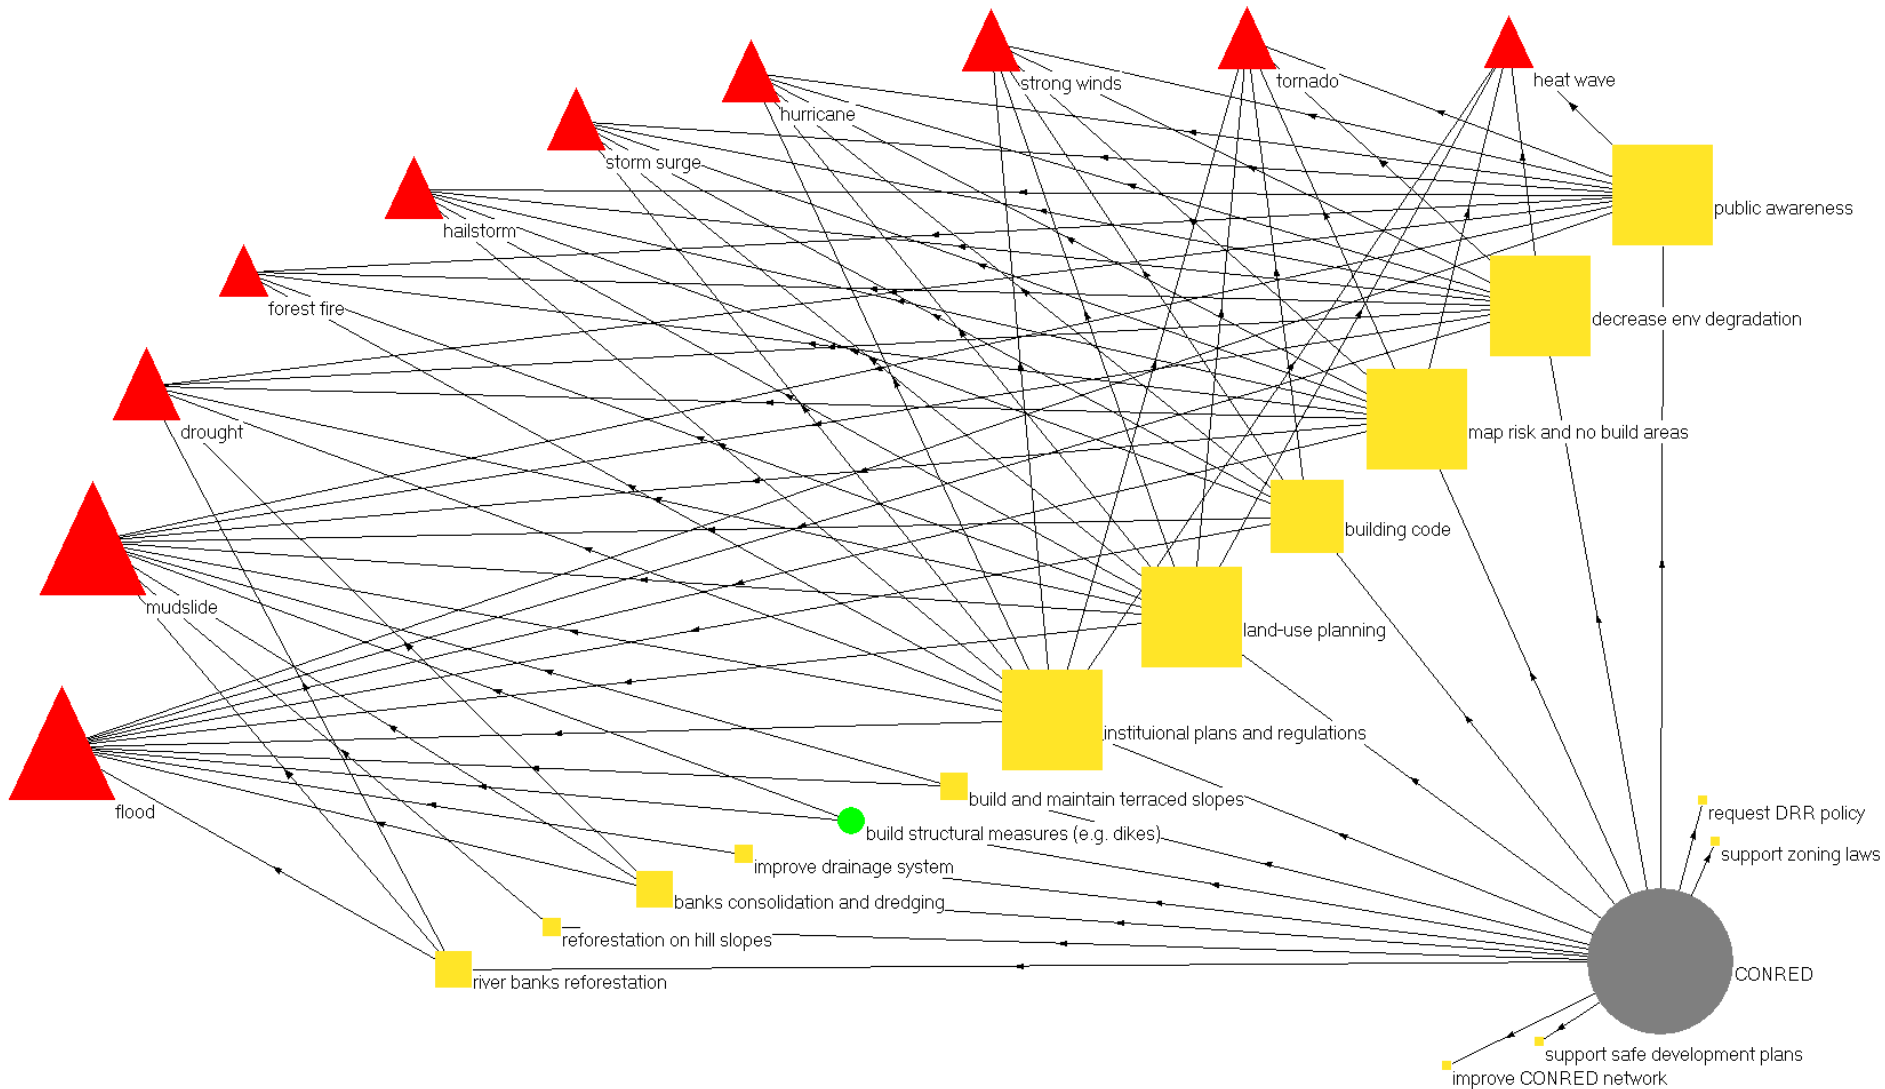 heat wave
tornado
strong winds
hurricane
storm surge
public awareness
hailstorm
forest fire
decrease env degradation
drought
map risk and no build areas
building code
mudslide
land-use planning
instituional plans and regulations
build and maintain terraced slopes
flood
request DRR policy
build structural measures (e.g. dikes)
support zoning laws
improve drainage system
banks consolidation and dredging
reforestation on hill slopes
CONRED
river banks reforestation
support safe development plans
improve CONRED network